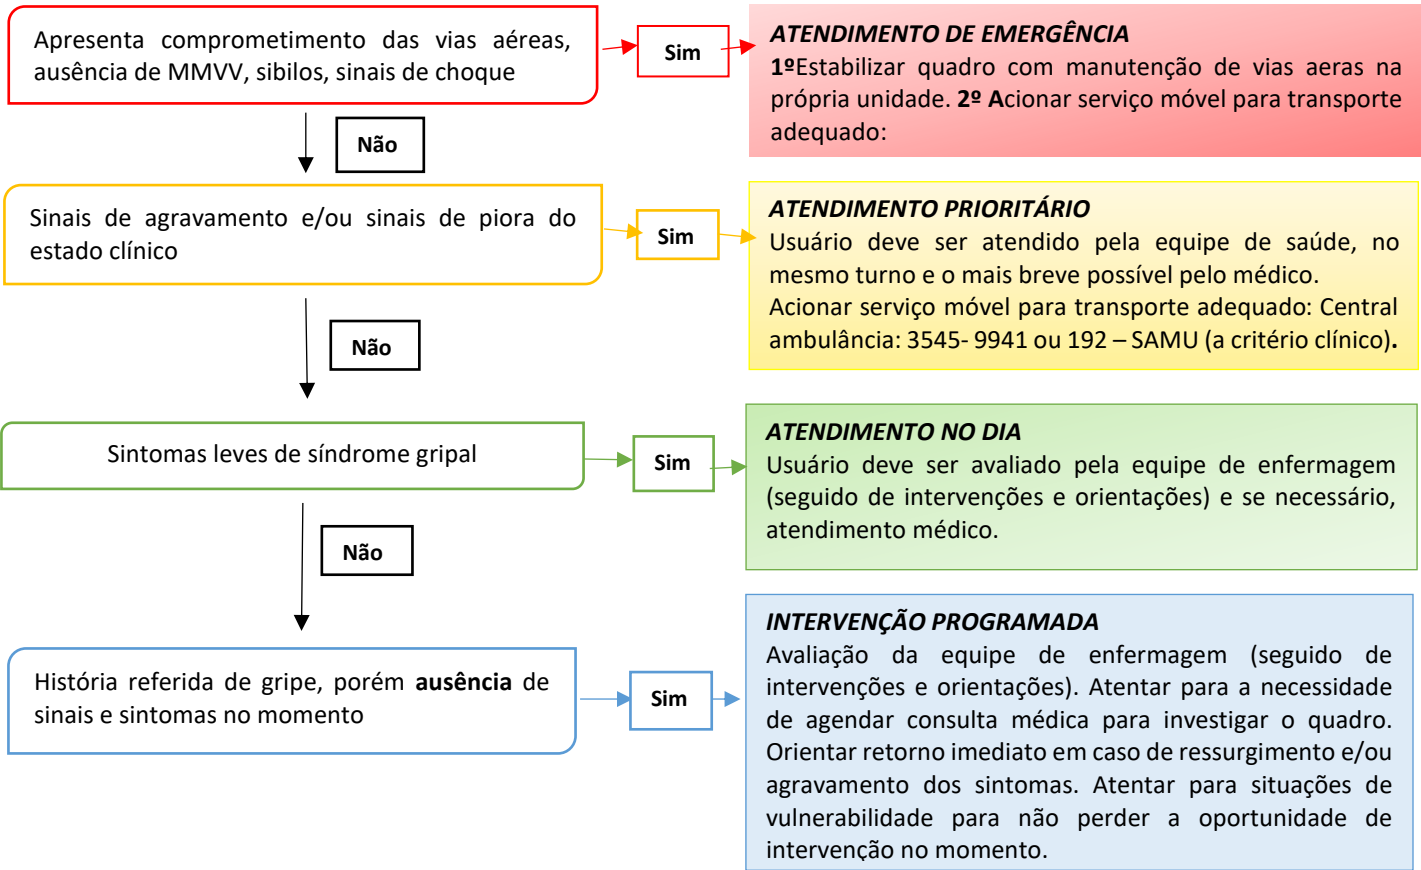 Apresenta comprometimento das vias aéreas,
ausência de MMVV, sibilos, sinais de choque
Sim
ATENDIMENTO DE EMERGÊNCIA
1ºEstabilizar quadro com manutenção de vias aeras na
própria unidade. 2º Acionar serviço móvel para transporte
adequado:
Não
Sinais de agravamento e/ou sinais de piora do
estado clínico
Sim
ATENDIMENTO PRIORITÁRIO
Usuário deve ser atendido pela equipe de saúde, no
mesmo turno e o mais breve possível pelo médico.
Acionar serviço móvel para transporte adequado: Central
ambulância: 3545- 9941 ou 192 – SAMU (a critério clínico).
Não
Sintomas leves de síndrome gripal
Sim
ATENDIMENTO NO DIA
Usuário deve ser avaliado pela equipe de enfermagem
(seguido de intervenções e orientações) e se necessário,
atendimento médico.
Não
História referida de gripe, porém ausência de
sinais e sintomas no momento
Sim
INTERVENÇÃO PROGRAMADA
Avaliação da equipe de enfermagem (seguido de
intervenções e orientações). Atentar para a necessidade
de agendar consulta médica para investigar o quadro.
Orientar retorno imediato em caso de ressurgimento e/ou
agravamento dos sintomas. Atentar para situações de
vulnerabilidade para não perder a oportunidade de
intervenção no momento.